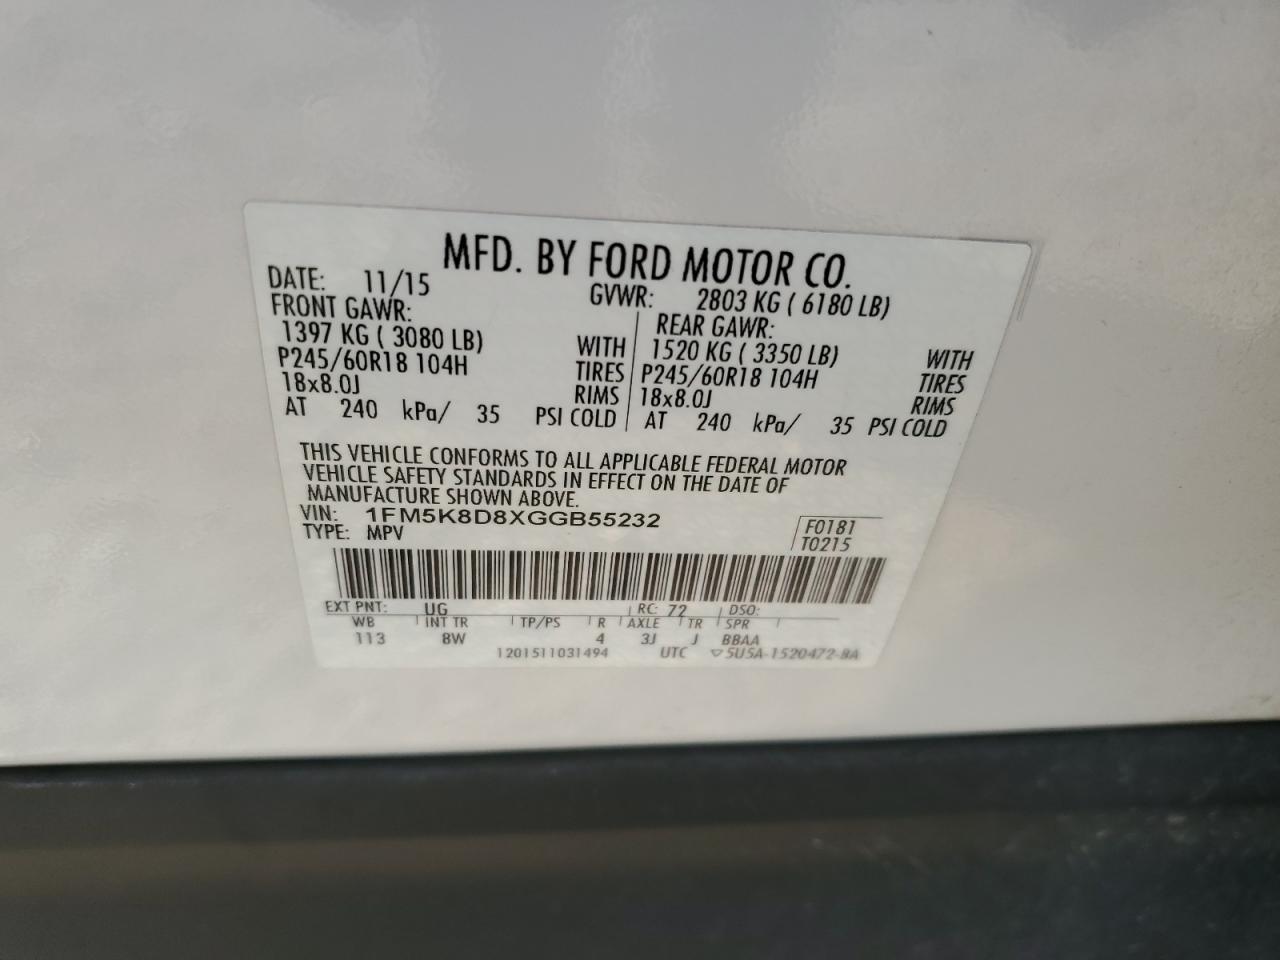 MFD. BY FORD MOTOR CO.
DATE: 11/15 GVWR: 2803 KG ( 6180 LB)
FRONT GAWR: REAR GAWR:
1397 KG ( 3080 LB) WITH 1520 KG ( 3350 LB) WITH
P245/60R18 104H TIRES P245/60R18 104H TIRES
18x8.0J RIMS 18x8.0J RIMS
AT 240 kPa/ 35 PSI COLD AT 240 kPa/ 35 PSI COLD
THIS VEHICLE CONFORMS TO ALL APPLICABLE FEDERAL MOTOR
VEHICLE SAFETY STANDARDS IN EFFECT ON THE DATE OF
MANUFACTURE SHOWN ABOVE.
VIN: 1FM5K8D8XGGB55232 F0181
TYPE: MPV T0215
EXT PNT: UG RC: 72 DSO:
WB INT TR TP/PS R AXLE TR SPR
113 8W 4 3J J BBAA
1201511031494 UTC ▽5U5A-1520472-8A